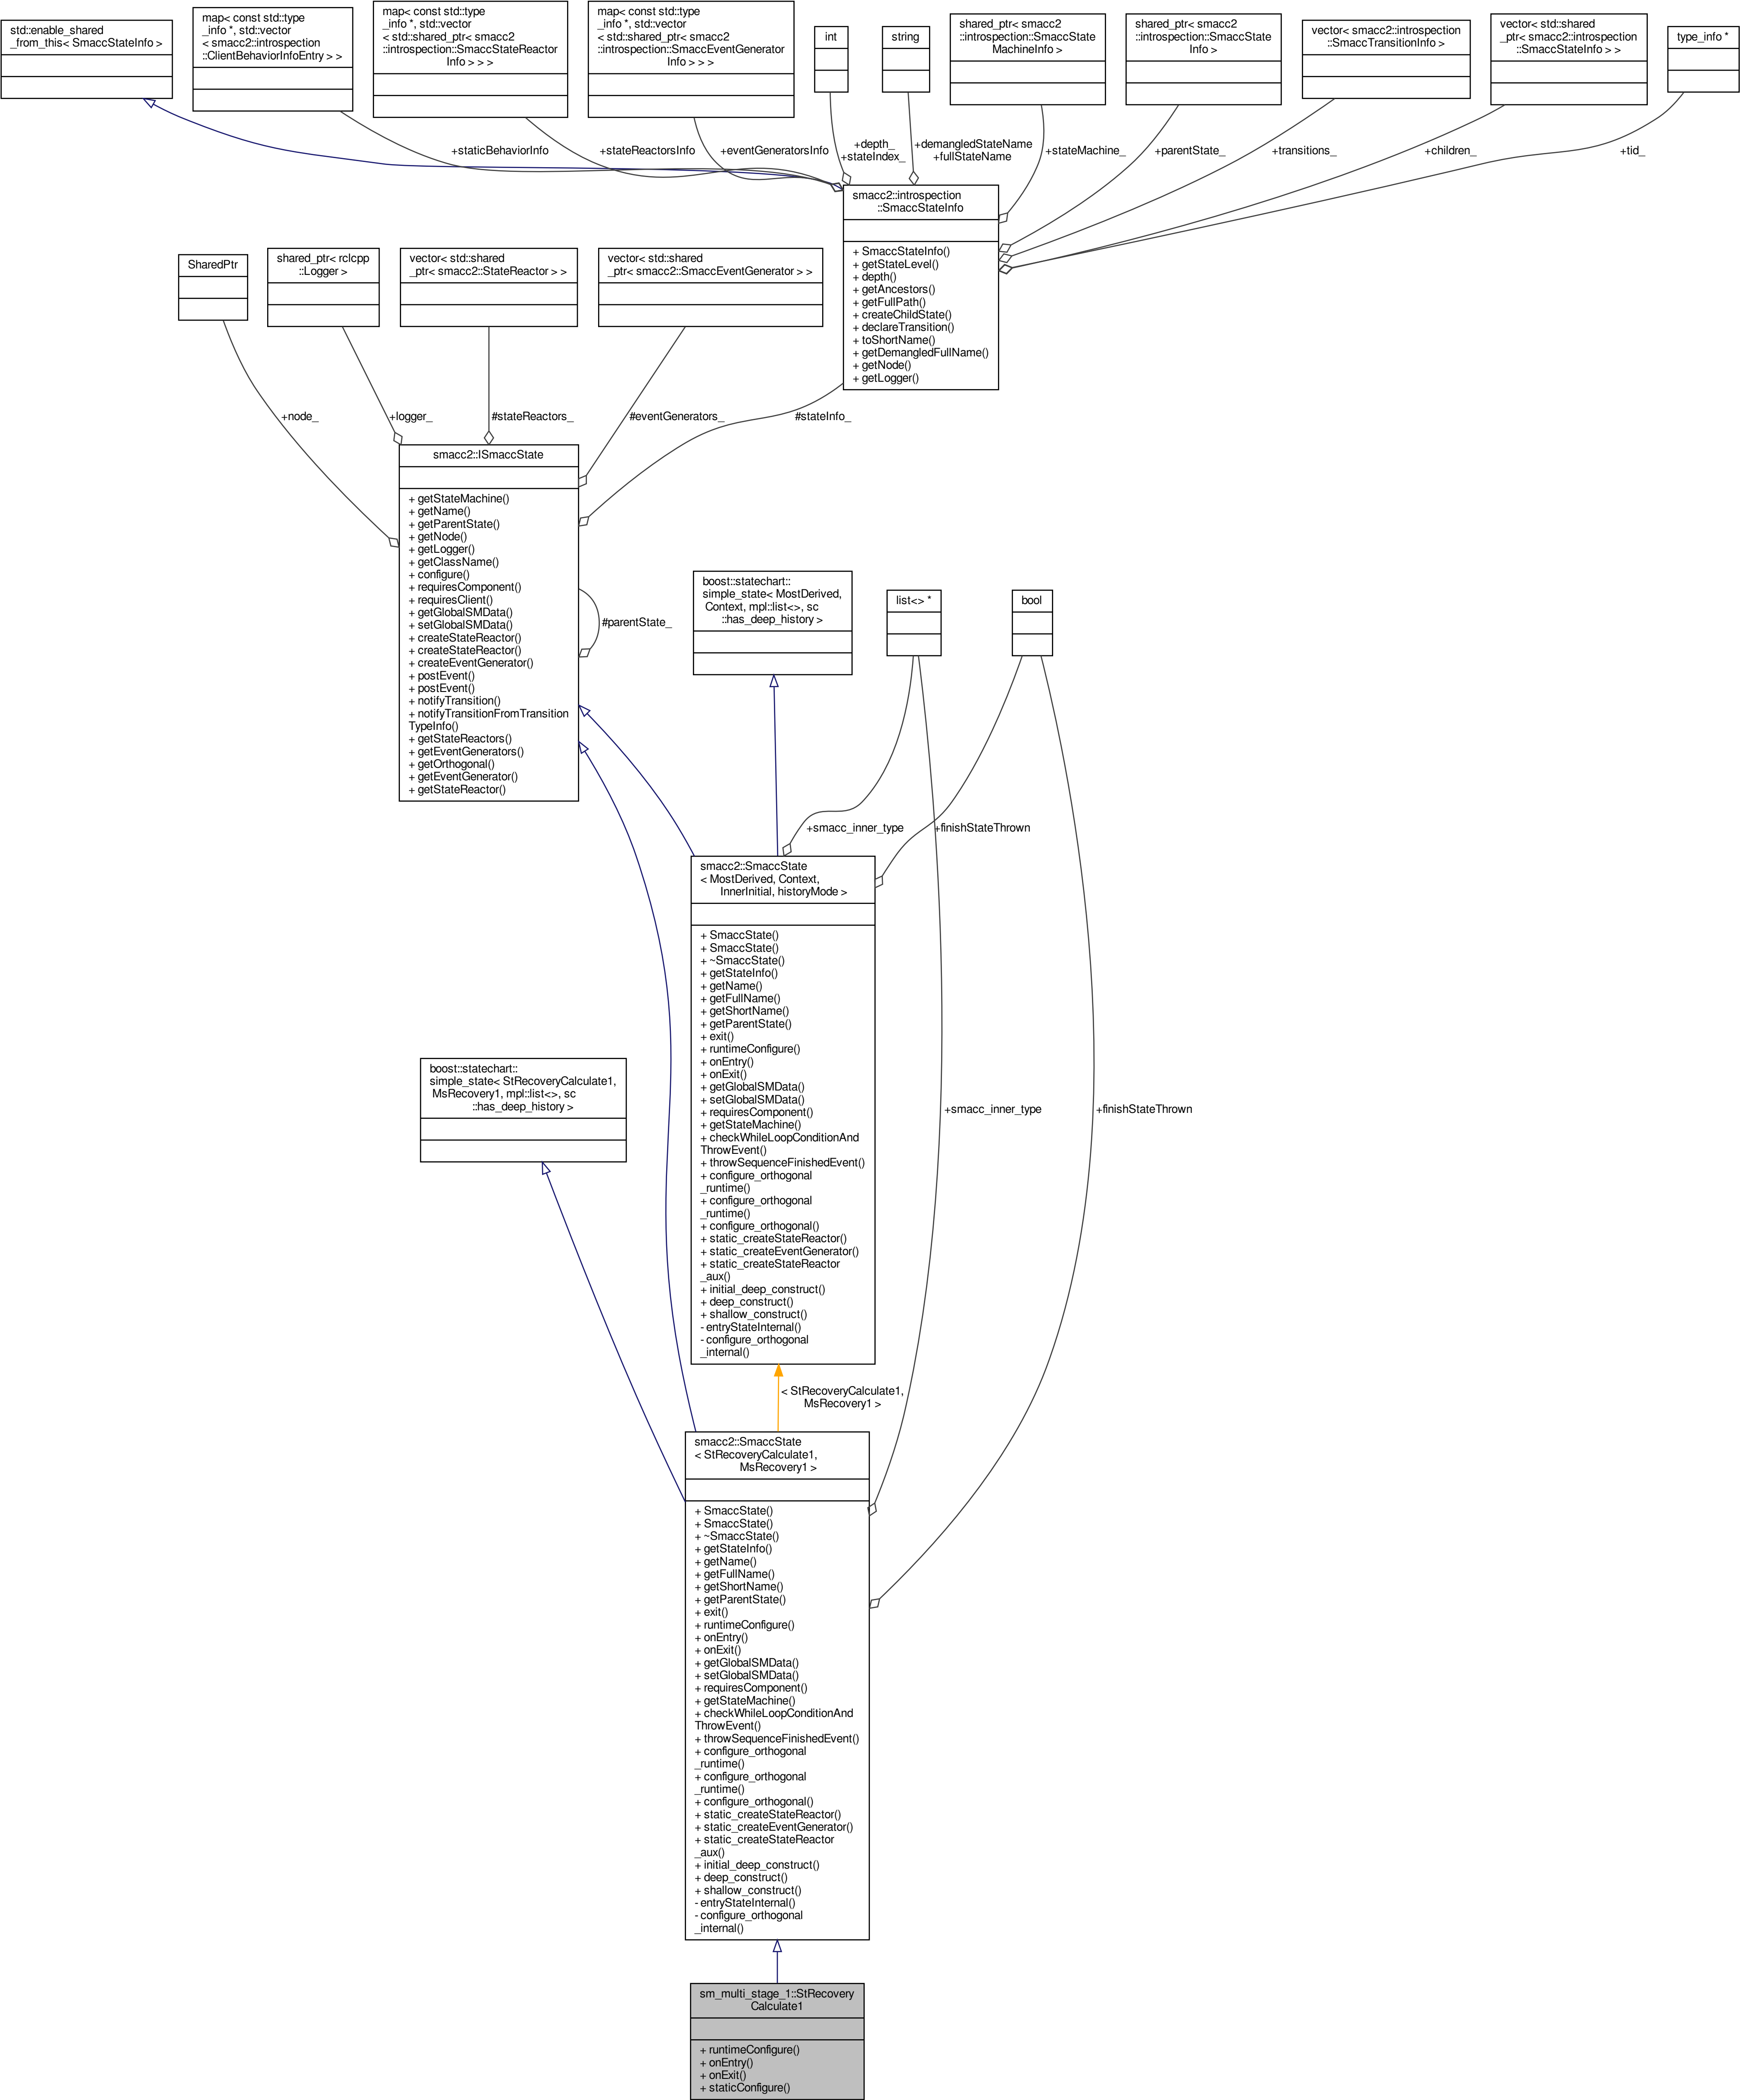 std::enable_shared
_from_this< SmaccStateInfo >
map< const std::type
_info *, std::vector
< smacc2::introspection
::ClientBehaviorInfoEntry > >
map< const std::type
_info *, std::vector
< std::shared_ptr< smacc2
::introspection::SmaccStateReactor
Info > > >
map< const std::type
_info *, std::vector
< std::shared_ptr< smacc2
::introspection::SmaccEventGenerator
Info > > >
int
string
shared_ptr< smacc2
::introspection::SmaccState
MachineInfo >
shared_ptr< smacc2
::introspection::SmaccState
Info >
vector< smacc2::introspection
::SmaccTransitionInfo >
vector< std::shared
_ptr< smacc2::introspection
::SmaccStateInfo > >
type_info *
+staticBehaviorInfo
+stateReactorsInfo
+eventGeneratorsInfo
+depth_
+stateIndex_
+demangledStateName
+fullStateName
+stateMachine_
+parentState_
+transitions_
+children_
+tid_
smacc2::introspection
::SmaccStateInfo
+ SmaccStateInfo()
+ getStateLevel()
+ depth()
+ getAncestors()
+ getFullPath()
+ createChildState()
+ declareTransition()
+ toShortName()
+ getDemangledFullName()
+ getNode()
+ getLogger()
SharedPtr
shared_ptr< rclcpp
::Logger >
vector< std::shared
_ptr< smacc2::StateReactor > >
vector< std::shared
_ptr< smacc2::SmaccEventGenerator > >
+node_
+logger_
#stateReactors_
#eventGenerators_
#stateInfo_
smacc2::ISmaccState
+ getStateMachine()
+ getName()
+ getParentState()
+ getNode()
+ getLogger()
+ getClassName()
+ configure()
+ requiresComponent()
+ requiresClient()
+ getGlobalSMData()
+ setGlobalSMData()
+ createStateReactor()
+ createStateReactor()
+ createEventGenerator()
+ postEvent()
+ postEvent()
+ notifyTransition()
+ notifyTransitionFromTransition
TypeInfo()
+ getStateReactors()
+ getEventGenerators()
+ getOrthogonal()
+ getEventGenerator()
+ getStateReactor()
#parentState_
boost::statechart::
simple_state< MostDerived,
Context, mpl::list<>, sc
::has_deep_history >
list<> *
bool
+smacc_inner_type
+finishStateThrown
smacc2::SmaccState
< MostDerived, Context,
InnerInitial, historyMode >
+ SmaccState()
+ SmaccState()
+ ~SmaccState()
+ getStateInfo()
+ getName()
+ getFullName()
+ getShortName()
+ getParentState()
+ exit()
+ runtimeConfigure()
+ onEntry()
+ onExit()
+ getGlobalSMData()
+ setGlobalSMData()
+ requiresComponent()
+ getStateMachine()
+ checkWhileLoopConditionAnd
ThrowEvent()
+ throwSequenceFinishedEvent()
+ configure_orthogonal
_runtime()
+ configure_orthogonal
_runtime()
+ configure_orthogonal()
+ static_createStateReactor()
+ static_createEventGenerator()
+ static_createStateReactor
_aux()
+ initial_deep_construct()
+ deep_construct()
+ shallow_construct()
- entryStateInternal()
- configure_orthogonal
_internal()
boost::statechart::
simple_state< StRecoveryCalculate1,
MsRecovery1, mpl::list<>, sc
::has_deep_history >
+smacc_inner_type
+finishStateThrown
< StRecoveryCalculate1,
MsRecovery1 >
smacc2::SmaccState
< StRecoveryCalculate1,
MsRecovery1 >
+ SmaccState()
+ SmaccState()
+ ~SmaccState()
+ getStateInfo()
+ getName()
+ getFullName()
+ getShortName()
+ getParentState()
+ exit()
+ runtimeConfigure()
+ onEntry()
+ onExit()
+ getGlobalSMData()
+ setGlobalSMData()
+ requiresComponent()
+ getStateMachine()
+ checkWhileLoopConditionAnd
ThrowEvent()
+ throwSequenceFinishedEvent()
+ configure_orthogonal
_runtime()
+ configure_orthogonal
_runtime()
+ configure_orthogonal()
+ static_createStateReactor()
+ static_createEventGenerator()
+ static_createStateReactor
_aux()
+ initial_deep_construct()
+ deep_construct()
+ shallow_construct()
- entryStateInternal()
- configure_orthogonal
_internal()
sm_multi_stage_1::StRecovery
Calculate1
+ runtimeConfigure()
+ onEntry()
+ onExit()
+ staticConfigure()